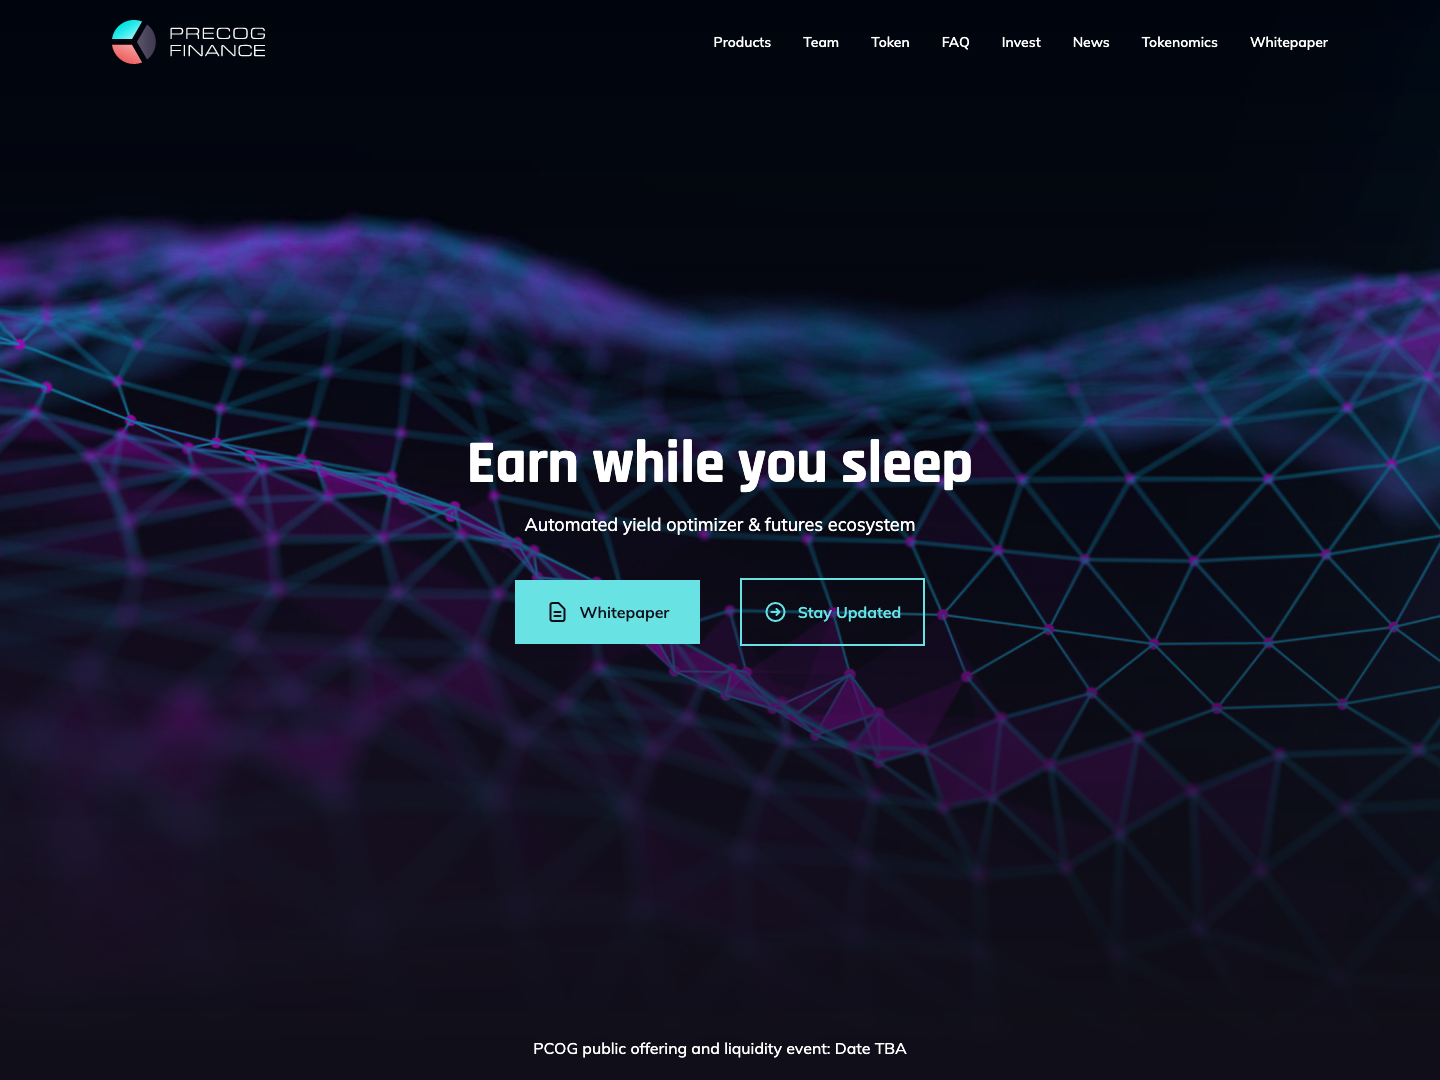 PRECOG
FINANCE
Products
Team
Token
FAQ
Invest
News
Tokenomics
Whitepaper
Earn while you sleep
Automated yield optimizer & futures ecosystem
Whitepaper
Stay Updated
PCOG public offering and liquidity event: Date TBA